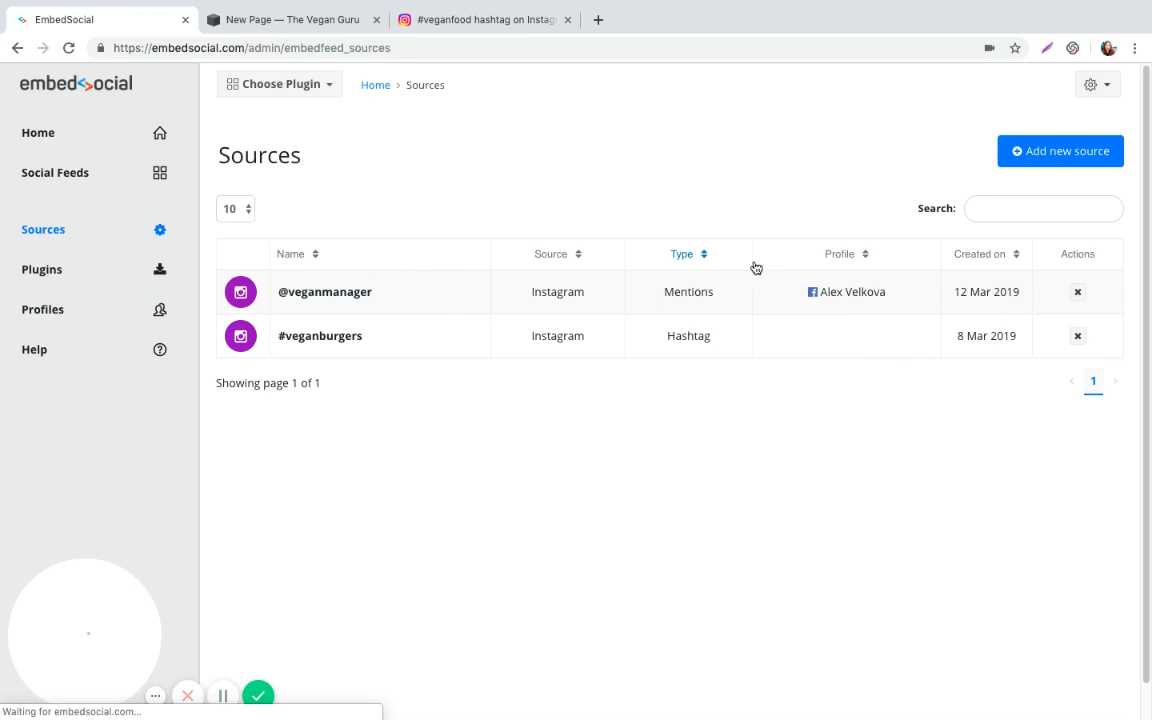 EmbedSocial
New Page — The Vegan Guru
#veganfood hashtag on Instag
https://embedsocial.com/admin/embedfeed_sources
embedsocial
Choose Plugin
Home › Sources
Home
Social Feeds
Sources
Plugins
Profiles
Help
Sources
Add new source
10
Search:
Name Source Type Profile Created on Actions
@veganmanager Instagram Mentions Alex Velkova 12 Mar 2019
#veganburgers Instagram Hashtag 8 Mar 2019
Showing page 1 of 1
‹ 1 ›
Waiting for embedsocial.com...